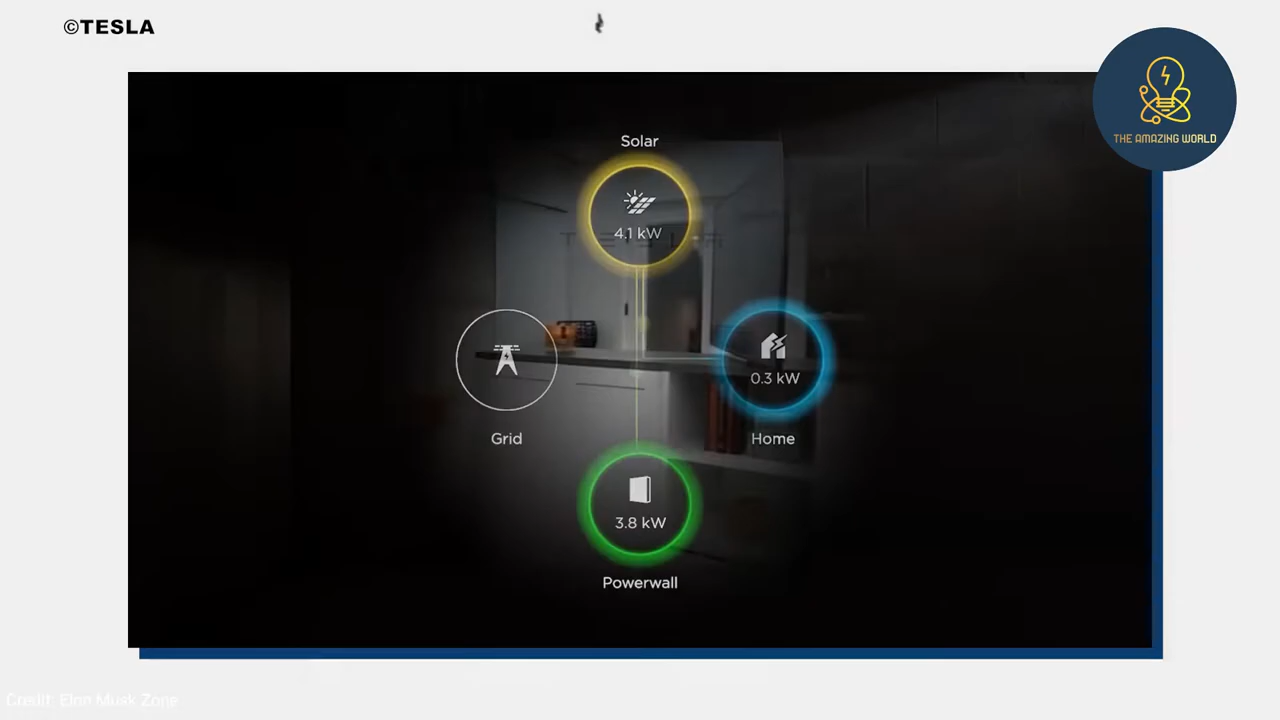 ©TESLA
THE AMAZING WORLD
Solar
4.1 kW
0.3 kW
Grid
Home
3.8 kW
Powerwall
Credit: Elon Musk Zone